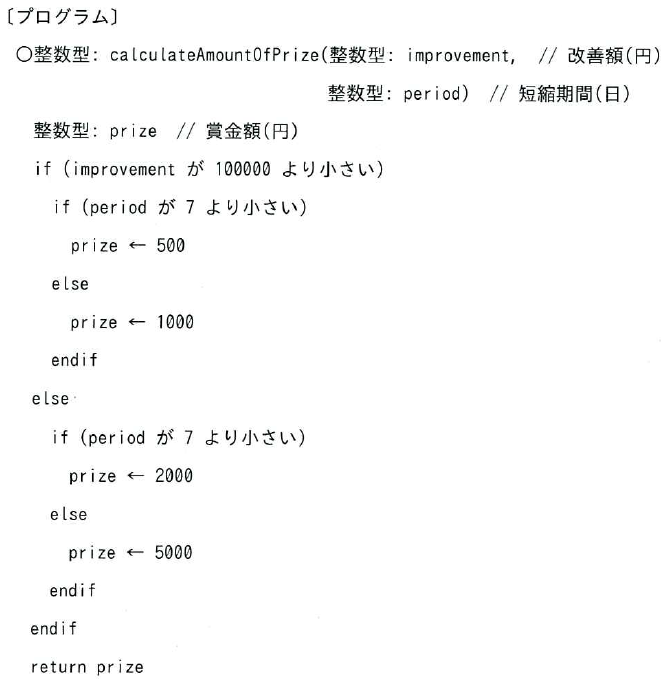 〔プログラム〕
○整数型: calculateAmountOfPrize(整数型: improvement, // 改善額(円)
整数型: period) // 短縮期間(日)
整数型: prize // 賞金額(円)
if (improvement が 100000 より小さい)
if (period が 7 より小さい)
prize ← 500
else
prize ← 1000
endif
else
if (period が 7 より小さい)
prize ← 2000
else
prize ← 5000
endif
endif
return prize